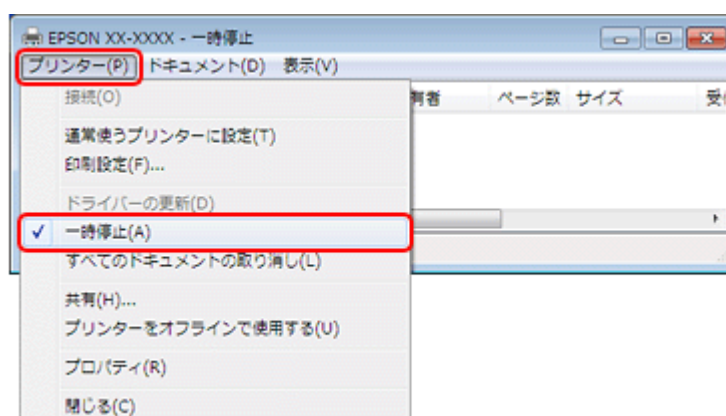 EPSON XX-XXXX - 一時停止
プリンター(P) ドキュメント(D) 表示(V)
接続(O)
有者 ページ数 サイズ 受
通常使うプリンターに設定(T)
印刷設定(F)...
ドライバーの更新(D)
一時停止(A)
すべてのドキュメントの取り消し(L)
共有(H)...
プリンターをオフラインで使用する(U)
プロパティ(R)
閉じる(C)